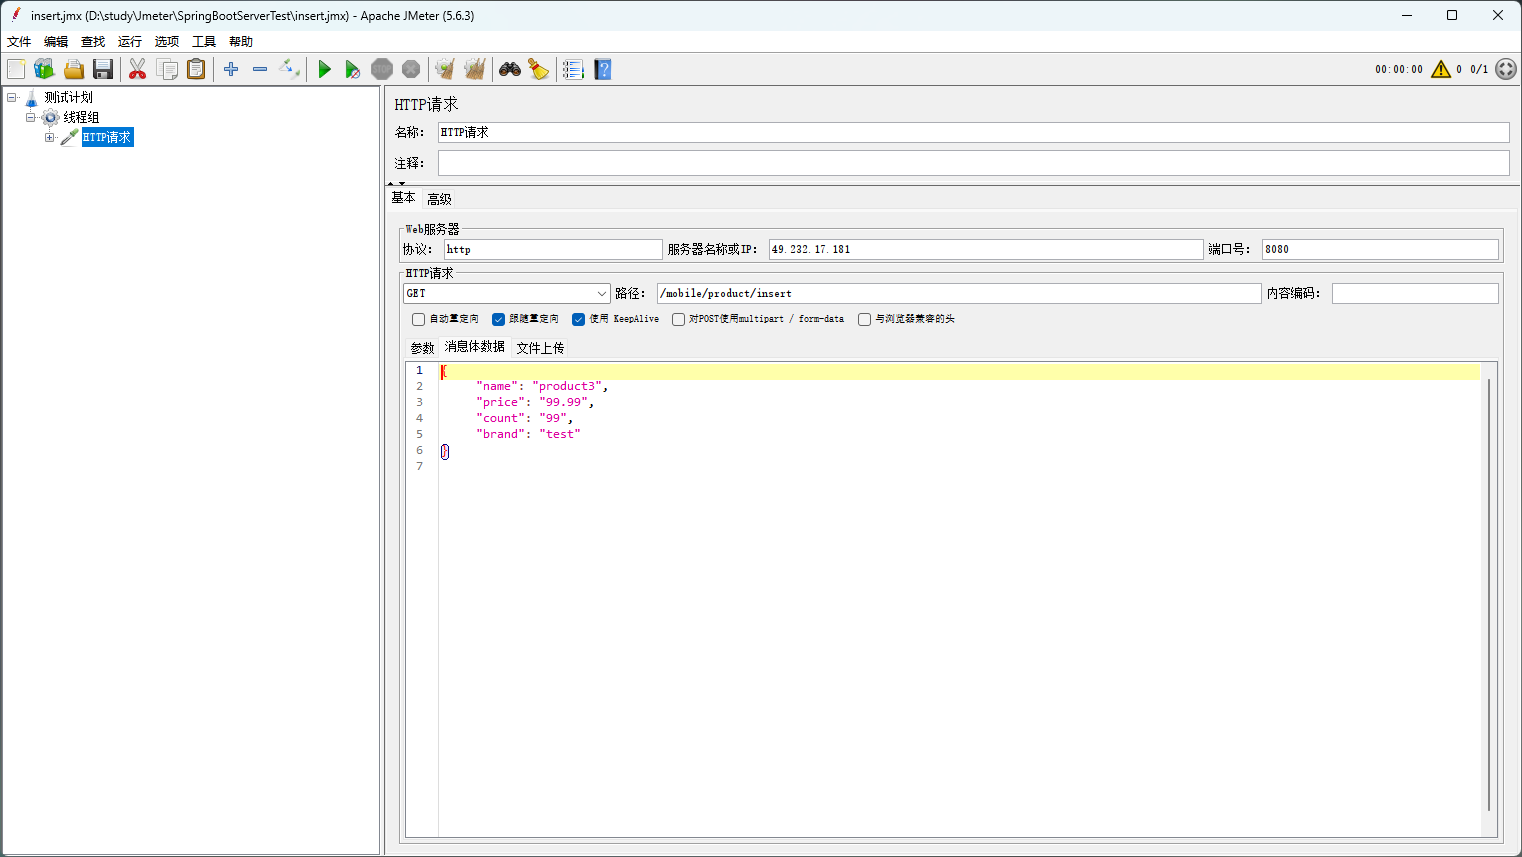 insert.jmx (D:\study\Jmeter\SpringBootServerTest\insert.jmx) - Apache JMeter (5.6.3)
文件 编辑 查找 运行 选项 工具 帮助
STOP
00:00:00 0 0/1
测试计划
线程组
HTTP请求
HTTP请求
名称： HTTP请求
注释：
基本 高级
Web服务器
协议： http 服务器名称或IP： 49.232.17.181 端口号： 8080
HTTP请求
GET 路径： /mobile/product/insert 内容编码：
自动重定向 跟随重定向 使用 KeepAlive 对POST使用multipart / form-data 与浏览器兼容的头
参数 消息体数据 文件上传
1 {
2 "name": "product3",
3 "price": "99.99",
4 "count": "99",
5 "brand": "test"
6 }
7